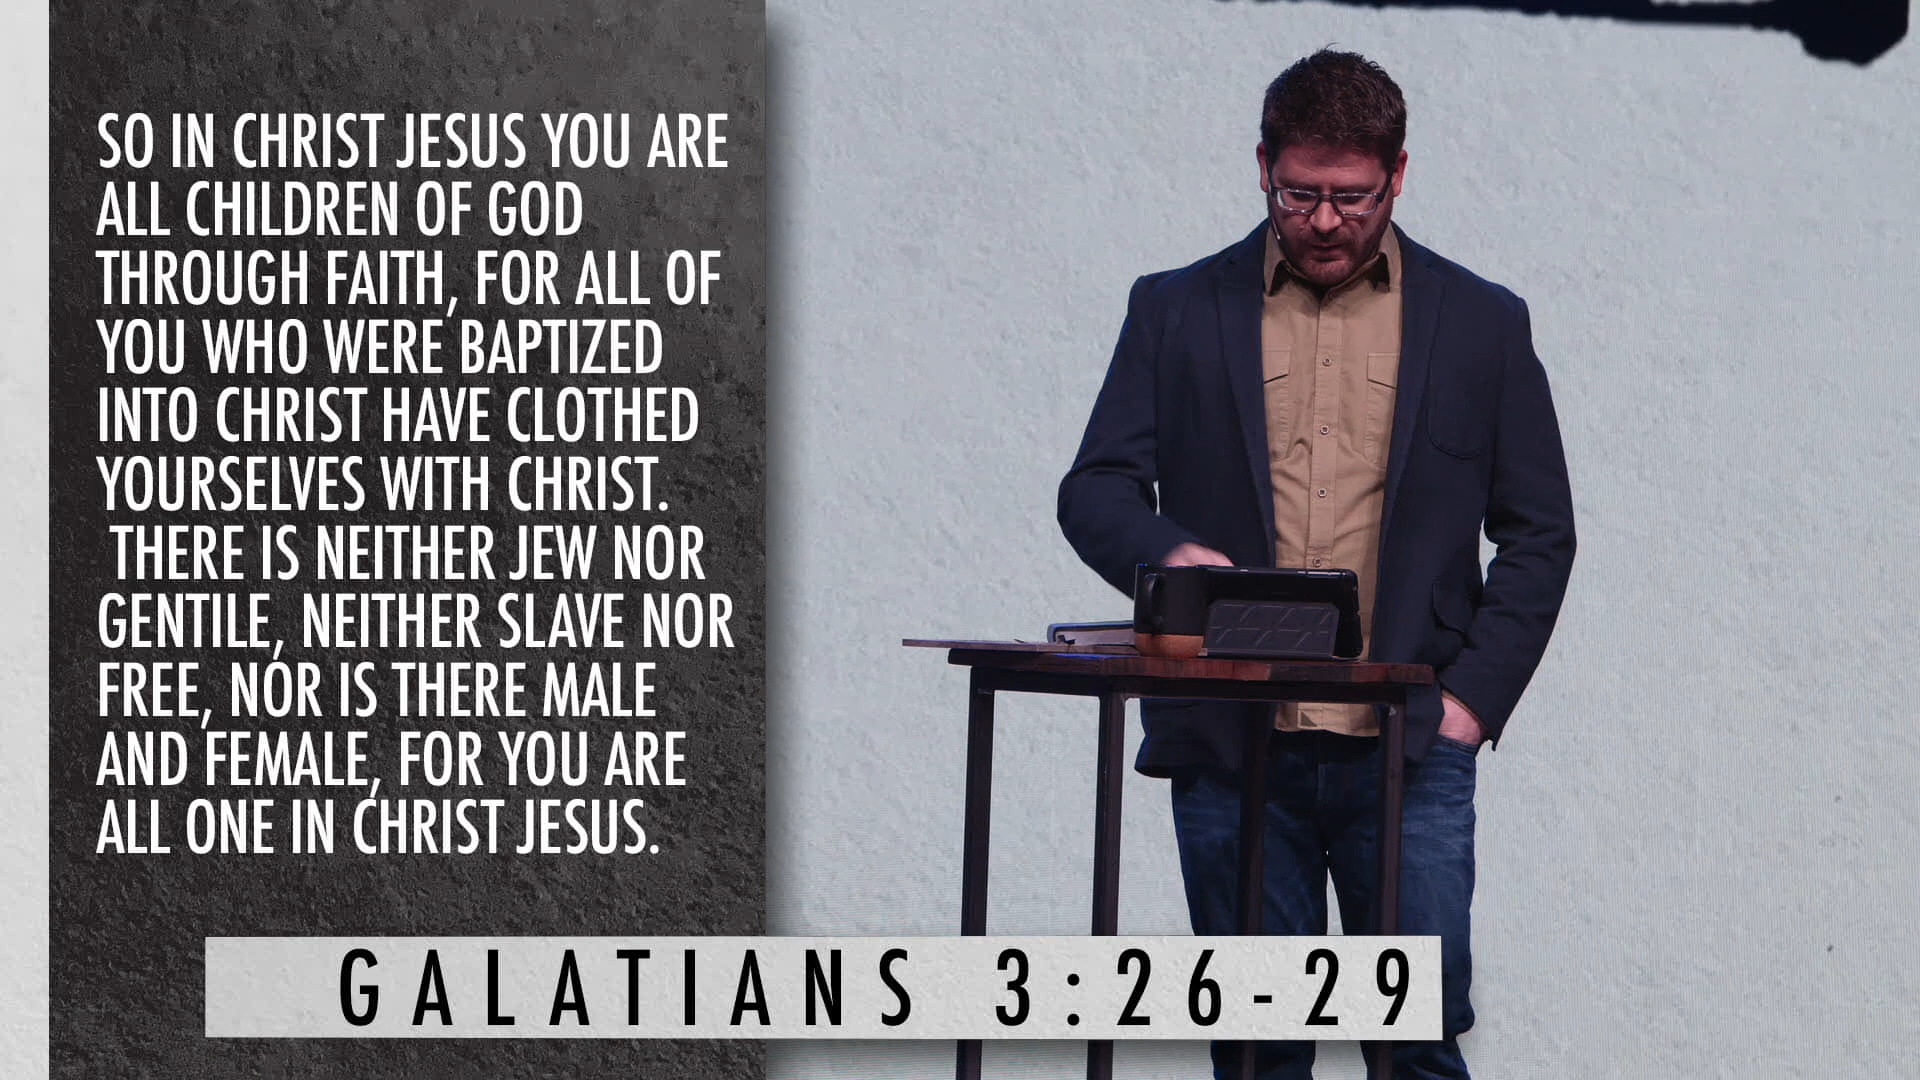 SO IN CHRIST JESUS YOU ARE
ALL CHILDREN OF GOD
THROUGH FAITH, FOR ALL OF
YOU WHO WERE BAPTIZED
INTO CHRIST HAVE CLOTHED
YOURSELVES WITH CHRIST.
THERE IS NEITHER JEW NOR
GENTILE, NEITHER SLAVE NOR
FREE, NOR IS THERE MALE
AND FEMALE, FOR YOU ARE
ALL ONE IN CHRIST JESUS.
GALATIANS 3:26-29